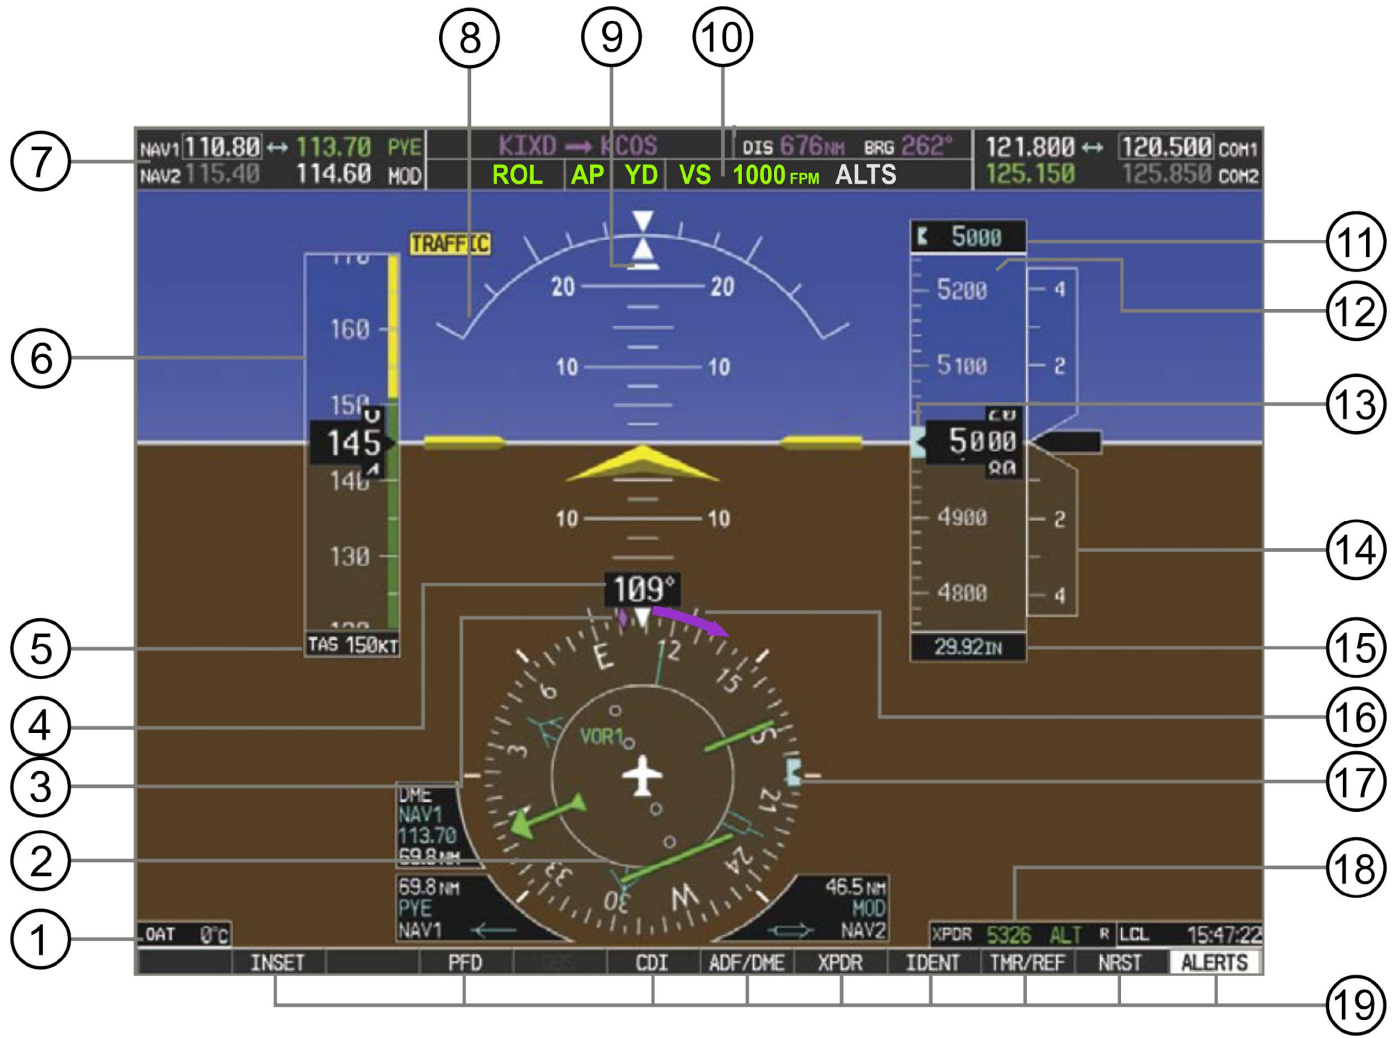 8 9 10
7
NAV1 110.80 ↔ 113.70 PYE
NAV2 115.40 114.60 MOD
KIXD → KCOS DIS 676NM BRG 262°
ROL AP YD VS 1000 FPM ALTS
121.800 ↔ 120.500 COM1
125.150 125.850 COM2
TRAFFIC
5000
11
20 20
5200
4
12
6
160
10 10
5100
2
150
13
145
5000
20
80
140
4900
2
10 10
130
14
4800
4
109°
TAS 150KT
29.92IN
5
15
4
16
3
17
E 12 15 S 21 24 W 30 33 3 6
VOR1
DME
NAV1
113.70
69.8NM
2
18
69.8NM
PYE
NAV1
46.5NM
MOD
NAV2
1
OAT 0°C
XPDR 5326 ALT R LCL 15:47:22
INSET PFD OBS CDI ADF/DME XPDR IDENT TMR/REF NRST ALERTS
19